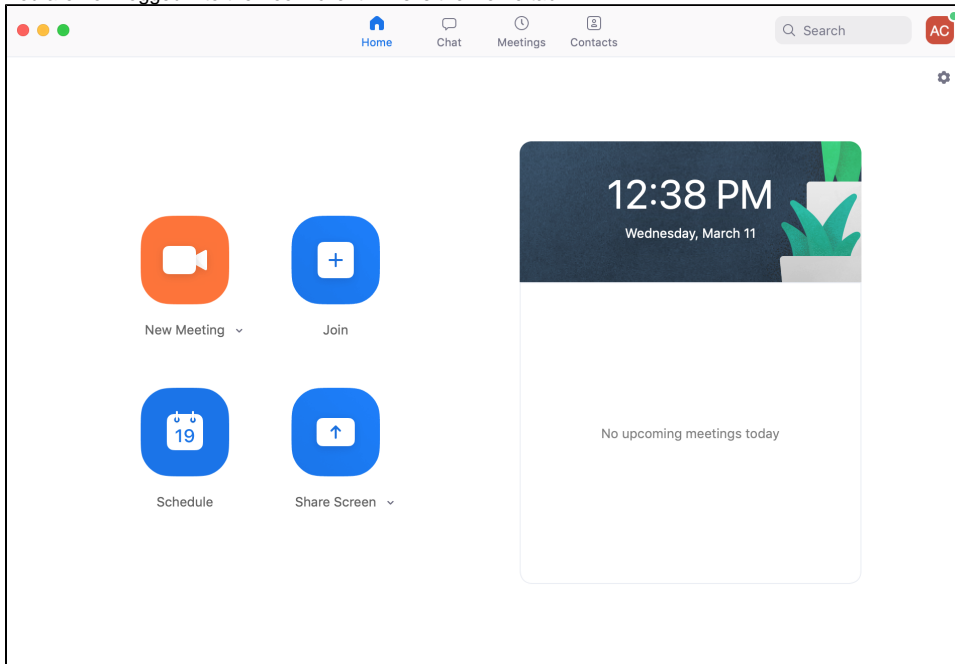 Home
Chat
Meetings
Contacts
Search
AC
12:38 PM
Wednesday, March 11
New Meeting
Join
19
Schedule
Share Screen
No upcoming meetings today